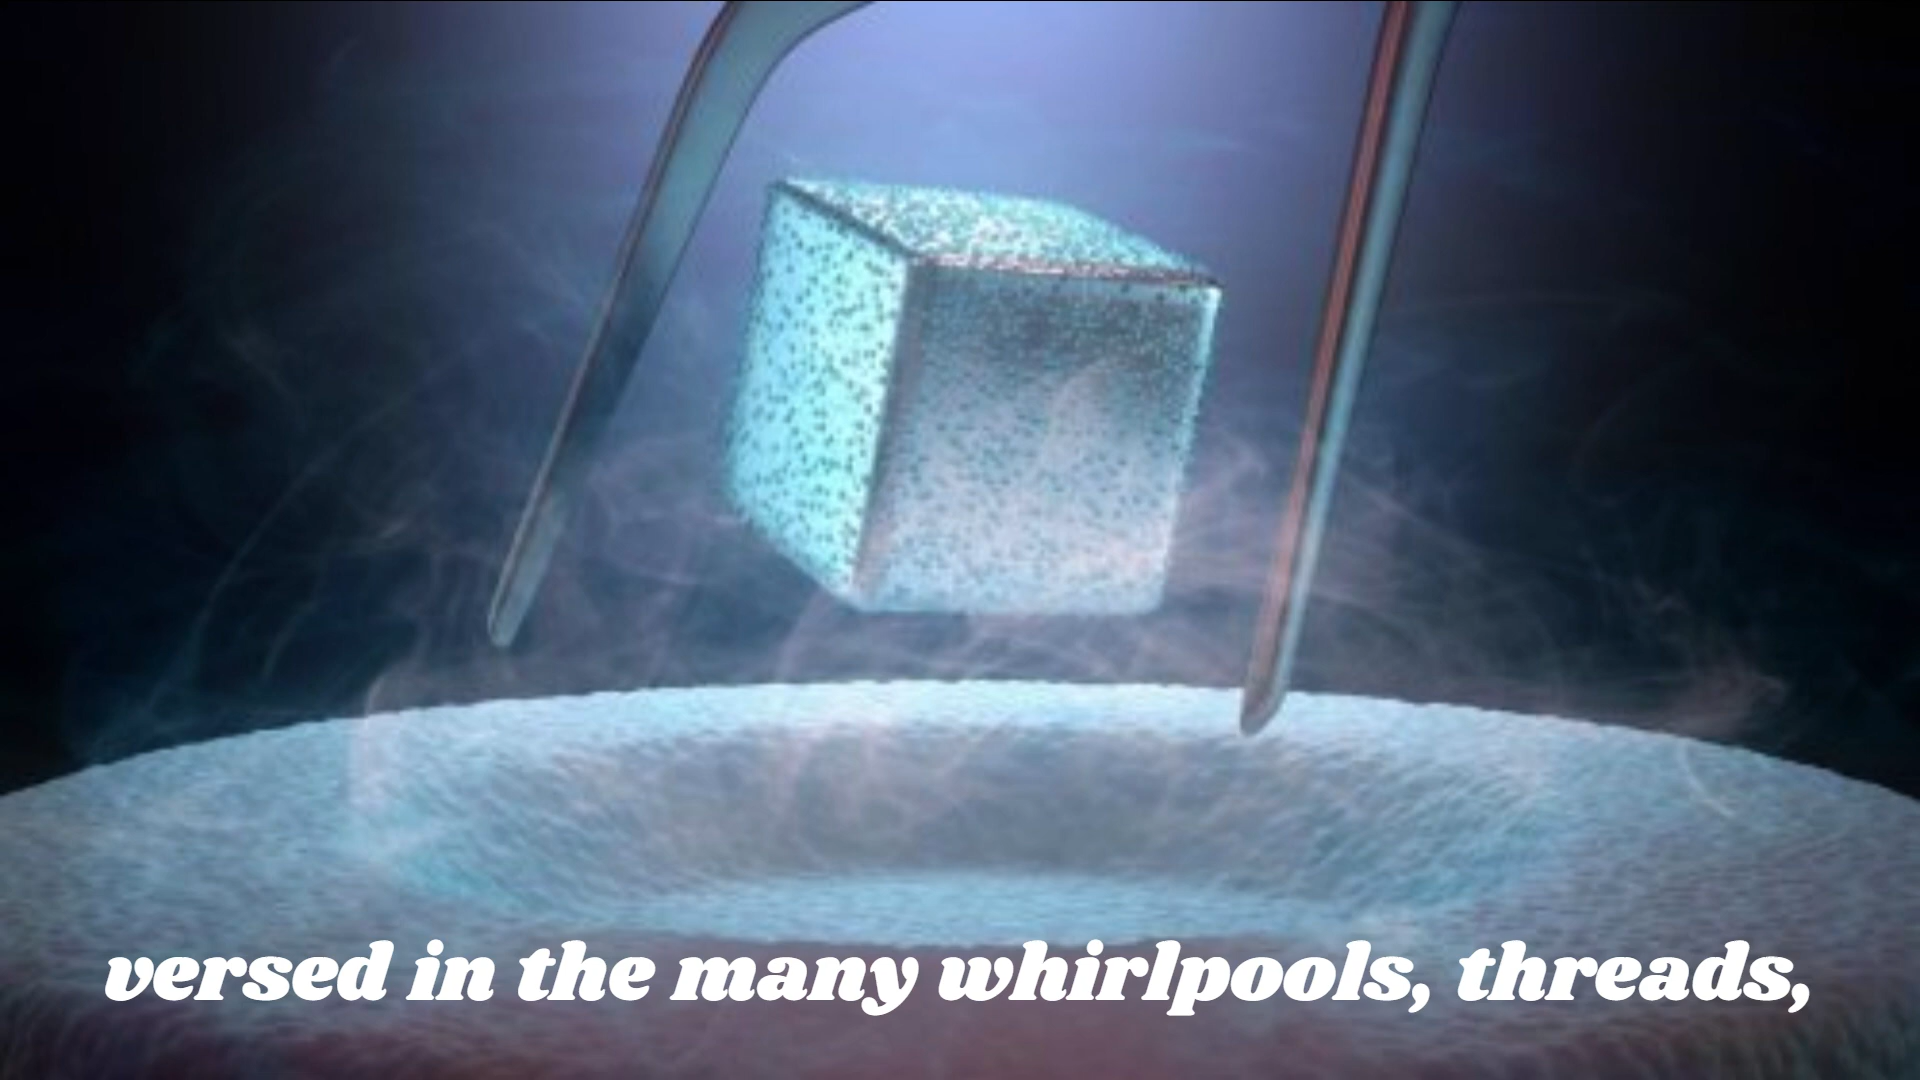 versed in the many whirlpools, threads,